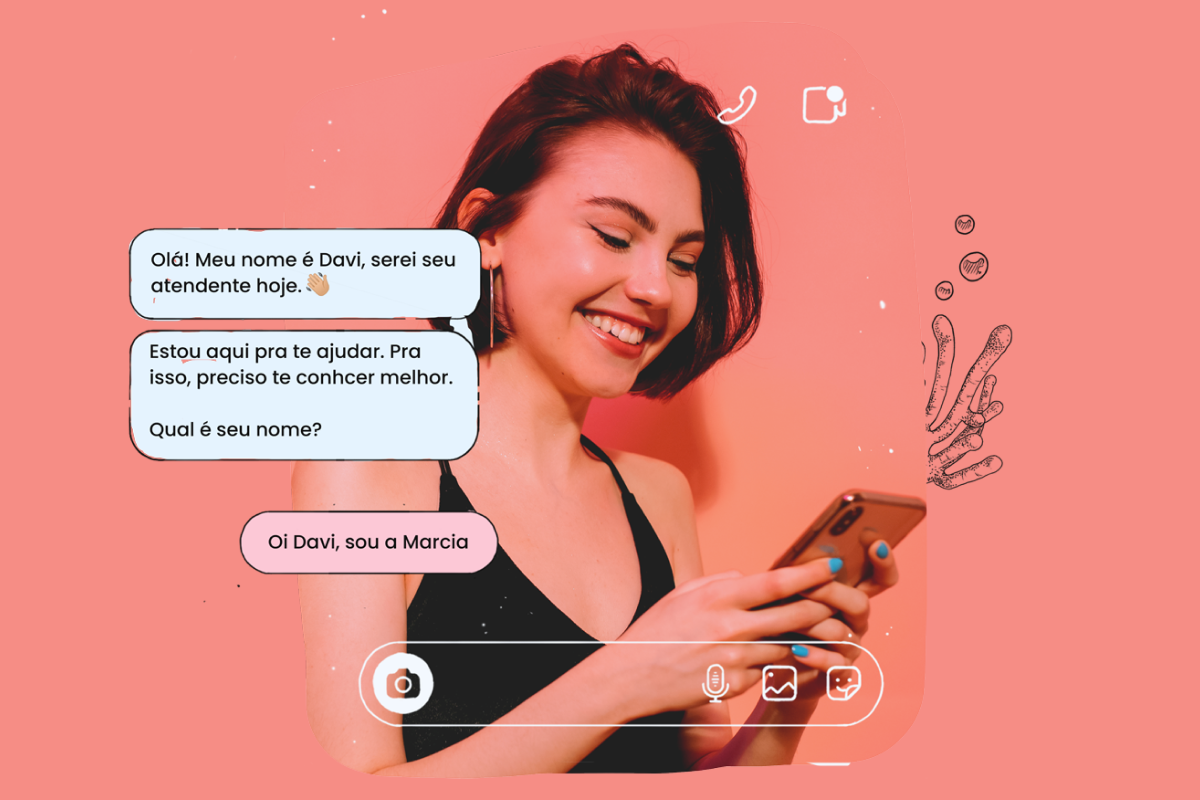 Olá! Meu nome é Davi, serei seu
atendente hoje. 👋🏼
Estou aqui pra te ajudar. Pra
isso, preciso te conhcer melhor.
Qual é seu nome?
Oi Davi, sou a Marcia